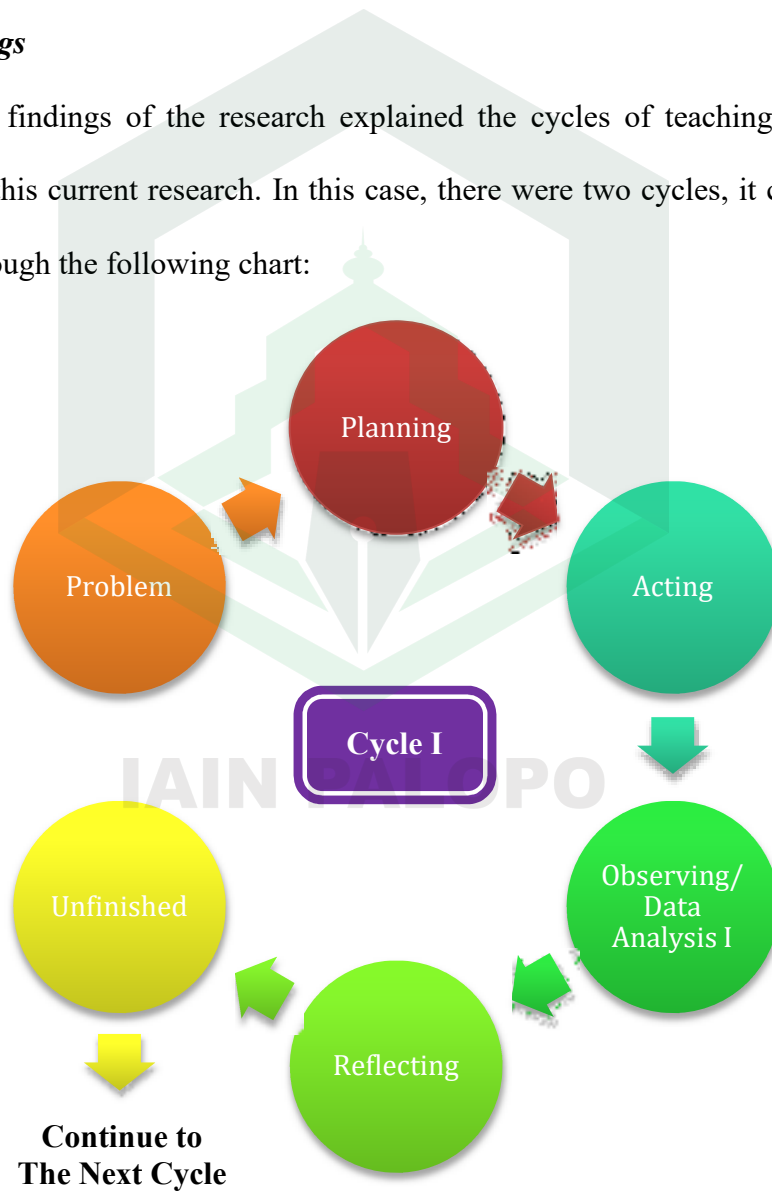 gs
findings of the research explained the cycles of teaching
his current research. In this case, there were two cycles, it c
ough the following chart:
Planning
Problem
Acting
Cycle I
IAIN PALOPO
Unfinished
Observing/
Data
Analysis I
Reflecting
Continue to
The Next Cycle